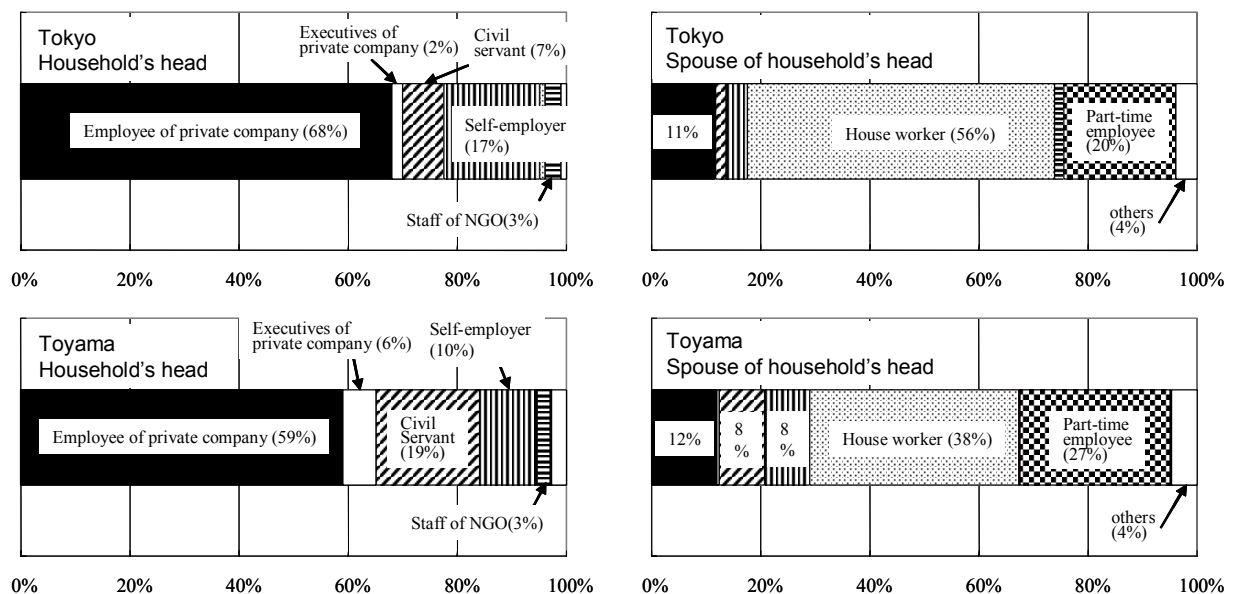 Tokyo
Household's head
Executives of
private company (2%)
Civil
servant (7%)
Employee of private company (68%)
Self-employer
(17%)
Staff of NGO(3%)
0% 20% 40% 60% 80% 100%
Tokyo
Spouse of household's head
11%
House worker (56%)
Part-time
employee
(20%)
others
(4%)
0% 20% 40% 60% 80% 100%
Toyama
Household's head
Executives of
private company (6%)
Self-employer
(10%)
Employee of private company (59%)
Civil
Servant
(19%)
Staff of NGO(3%)
0% 20% 40% 60% 80% 100%
Toyama
Spouse of household's head
12%
8
%
8
%
House worker (38%)
Part-time
employee
(27%)
others
(4%)
0% 20% 40% 60% 80% 100%